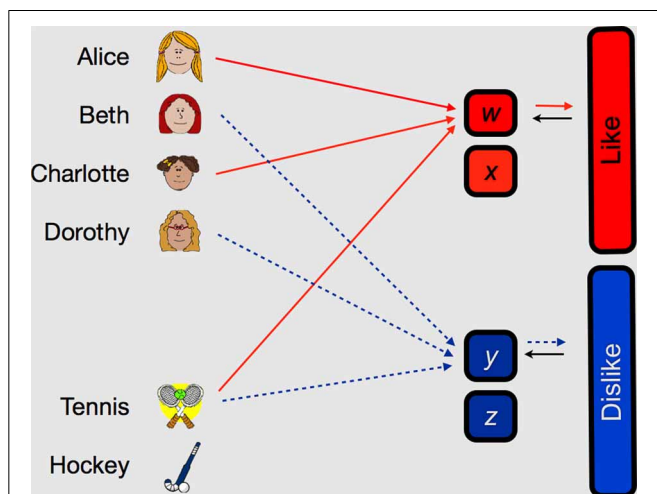 Alice
Beth
Charlotte
Dorothy
Tennis
Hockey
w
x
y
z
Like
Dislike